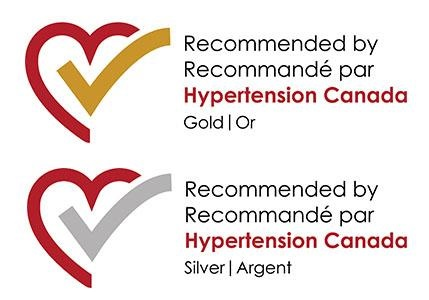 Recommended by
Recommandé par
Hypertension Canada
Gold|Or
Recommended by
Recommandé par
Hypertension Canada
Silver|Argent